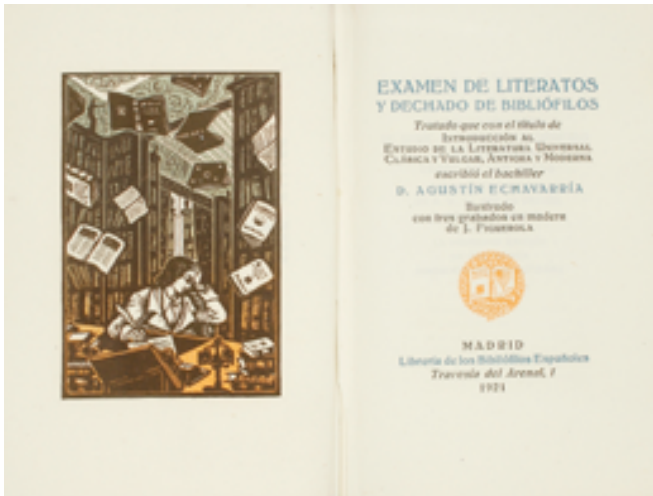 EXAMEN DE LITERATOS
Y DECHADO DE BIBLIÓFILOS
Tratado que con el título de
INTRODUCCIÓN AL
ESTUDIO DE LA LITERATURA UNIVERSAL
CLÁSICA Y VULGAR, ANTIGUA Y MODERNA
escribió el bachiller
D. AGUSTÍN ECHAVARRÍA
Ilustrado
con tres grabados en madera
de J. FIGUEROLA
MADRID
Librería de los Bibliófilos Españoles
Travesía del Arenal, 1